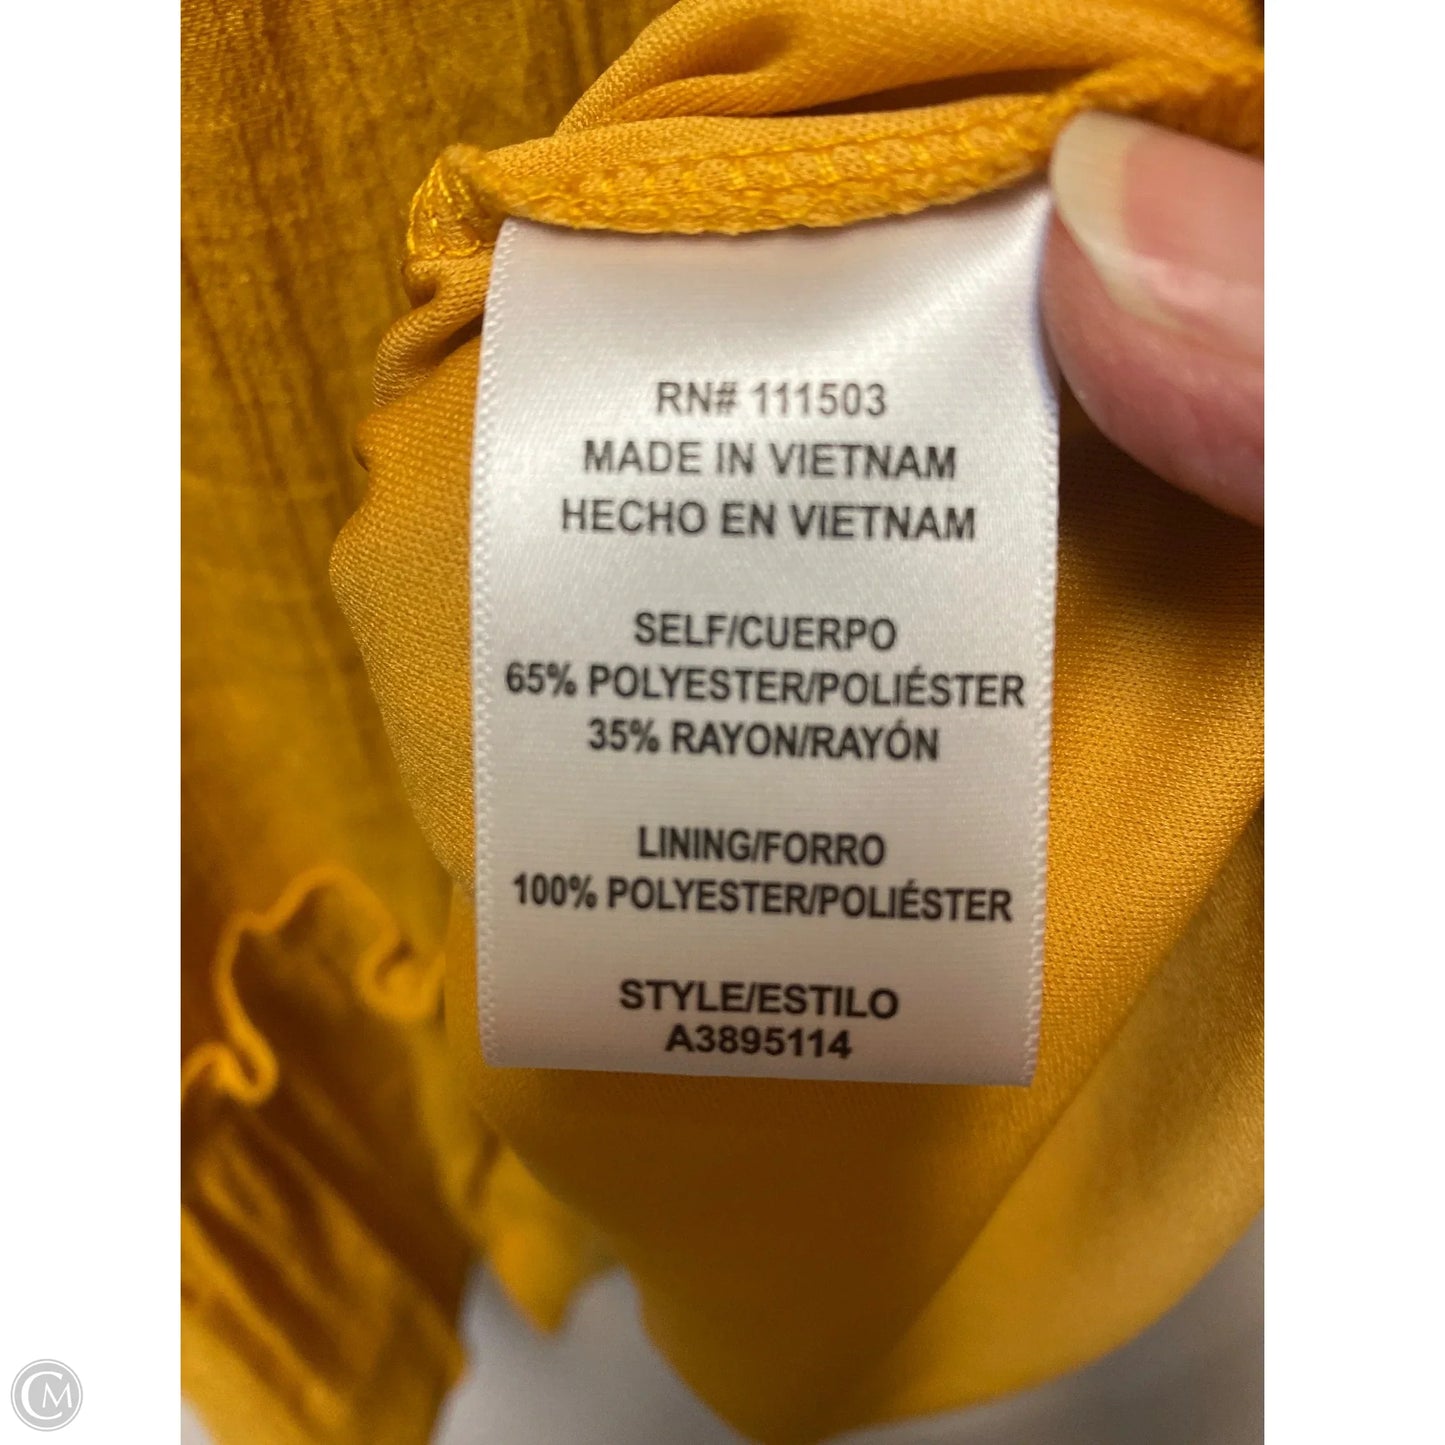 RN# 111503
MADE IN VIETNAM
HECHO EN VIETNAM
SELF/CUERPO
65% POLYESTER/POLIÉSTER
35% RAYON/RAYÓN
LINING/FORRO
100% POLYESTER/POLIÉSTER
STYLE/ESTILO
A3895114
CM